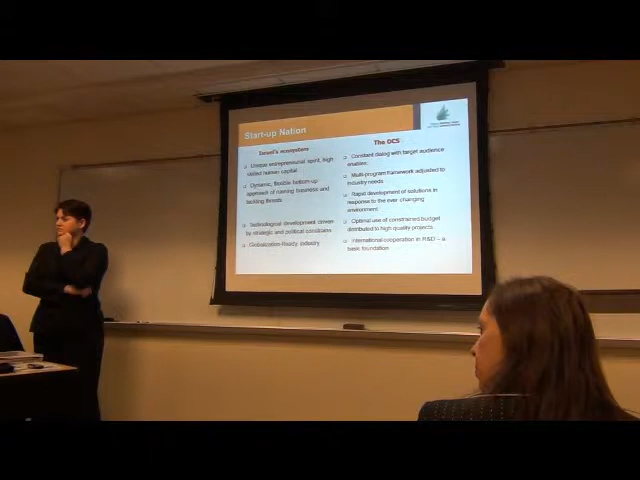 Start-up Nation
Israel's ecosystem
Unique entrepreneurial spirit, high
skilled human capital
Dynamic, flexible bottom-up
approach of running business and
tackling threats
Technological development driven
by strategic and political constrains
Globalization-Ready industry
The OCS
Constant dialog with target audience
enables:
Multi-program framework adjusted to
industry needs
Rapid development of solutions in
response to the ever changing
environment
Optimal use of constrained budget
distributed to high quality projects
International cooperation in R&D – a
basic foundation